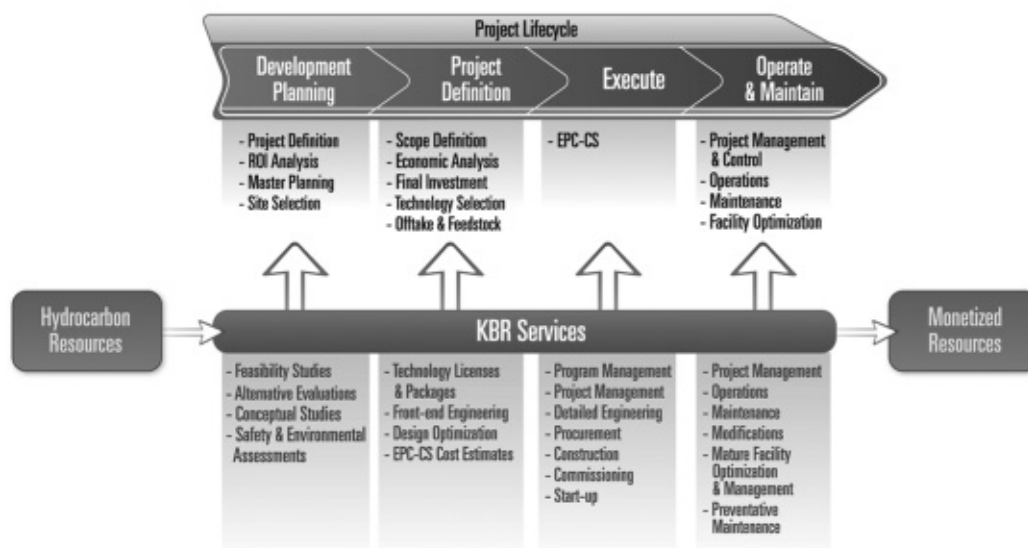 Project Lifecycle
Development
Planning
Project
Definition
Execute
Operate
& Maintain
- Project Definition
- ROI Analysis
- Master Planning
- Site Selection
- Scope Definition
- Economic Analysis
- Final Investment
- Technology Selection
- Offtake & Feedstock
- EPC-CS
- Project Management
& Control
- Operations
- Maintenance
- Facility Optimization
Hydrocarbon
Resources
KBR Services
Monetized
Resources
- Feasibility Studies
- Alternative Evaluations
- Conceptual Studies
- Safety & Environmental
Assessments
- Technology Licenses
& Packages
- Front-end Engineering
- Design Optimization
- EPC-CS Cost Estimates
- Program Management
- Project Management
- Detailed Engineering
- Procurement
- Construction
- Commissioning
- Start-up
- Project Management
- Operations
- Maintenance
- Modifications
- Mature Facility
Optimization
& Management
- Preventative
Maintenance